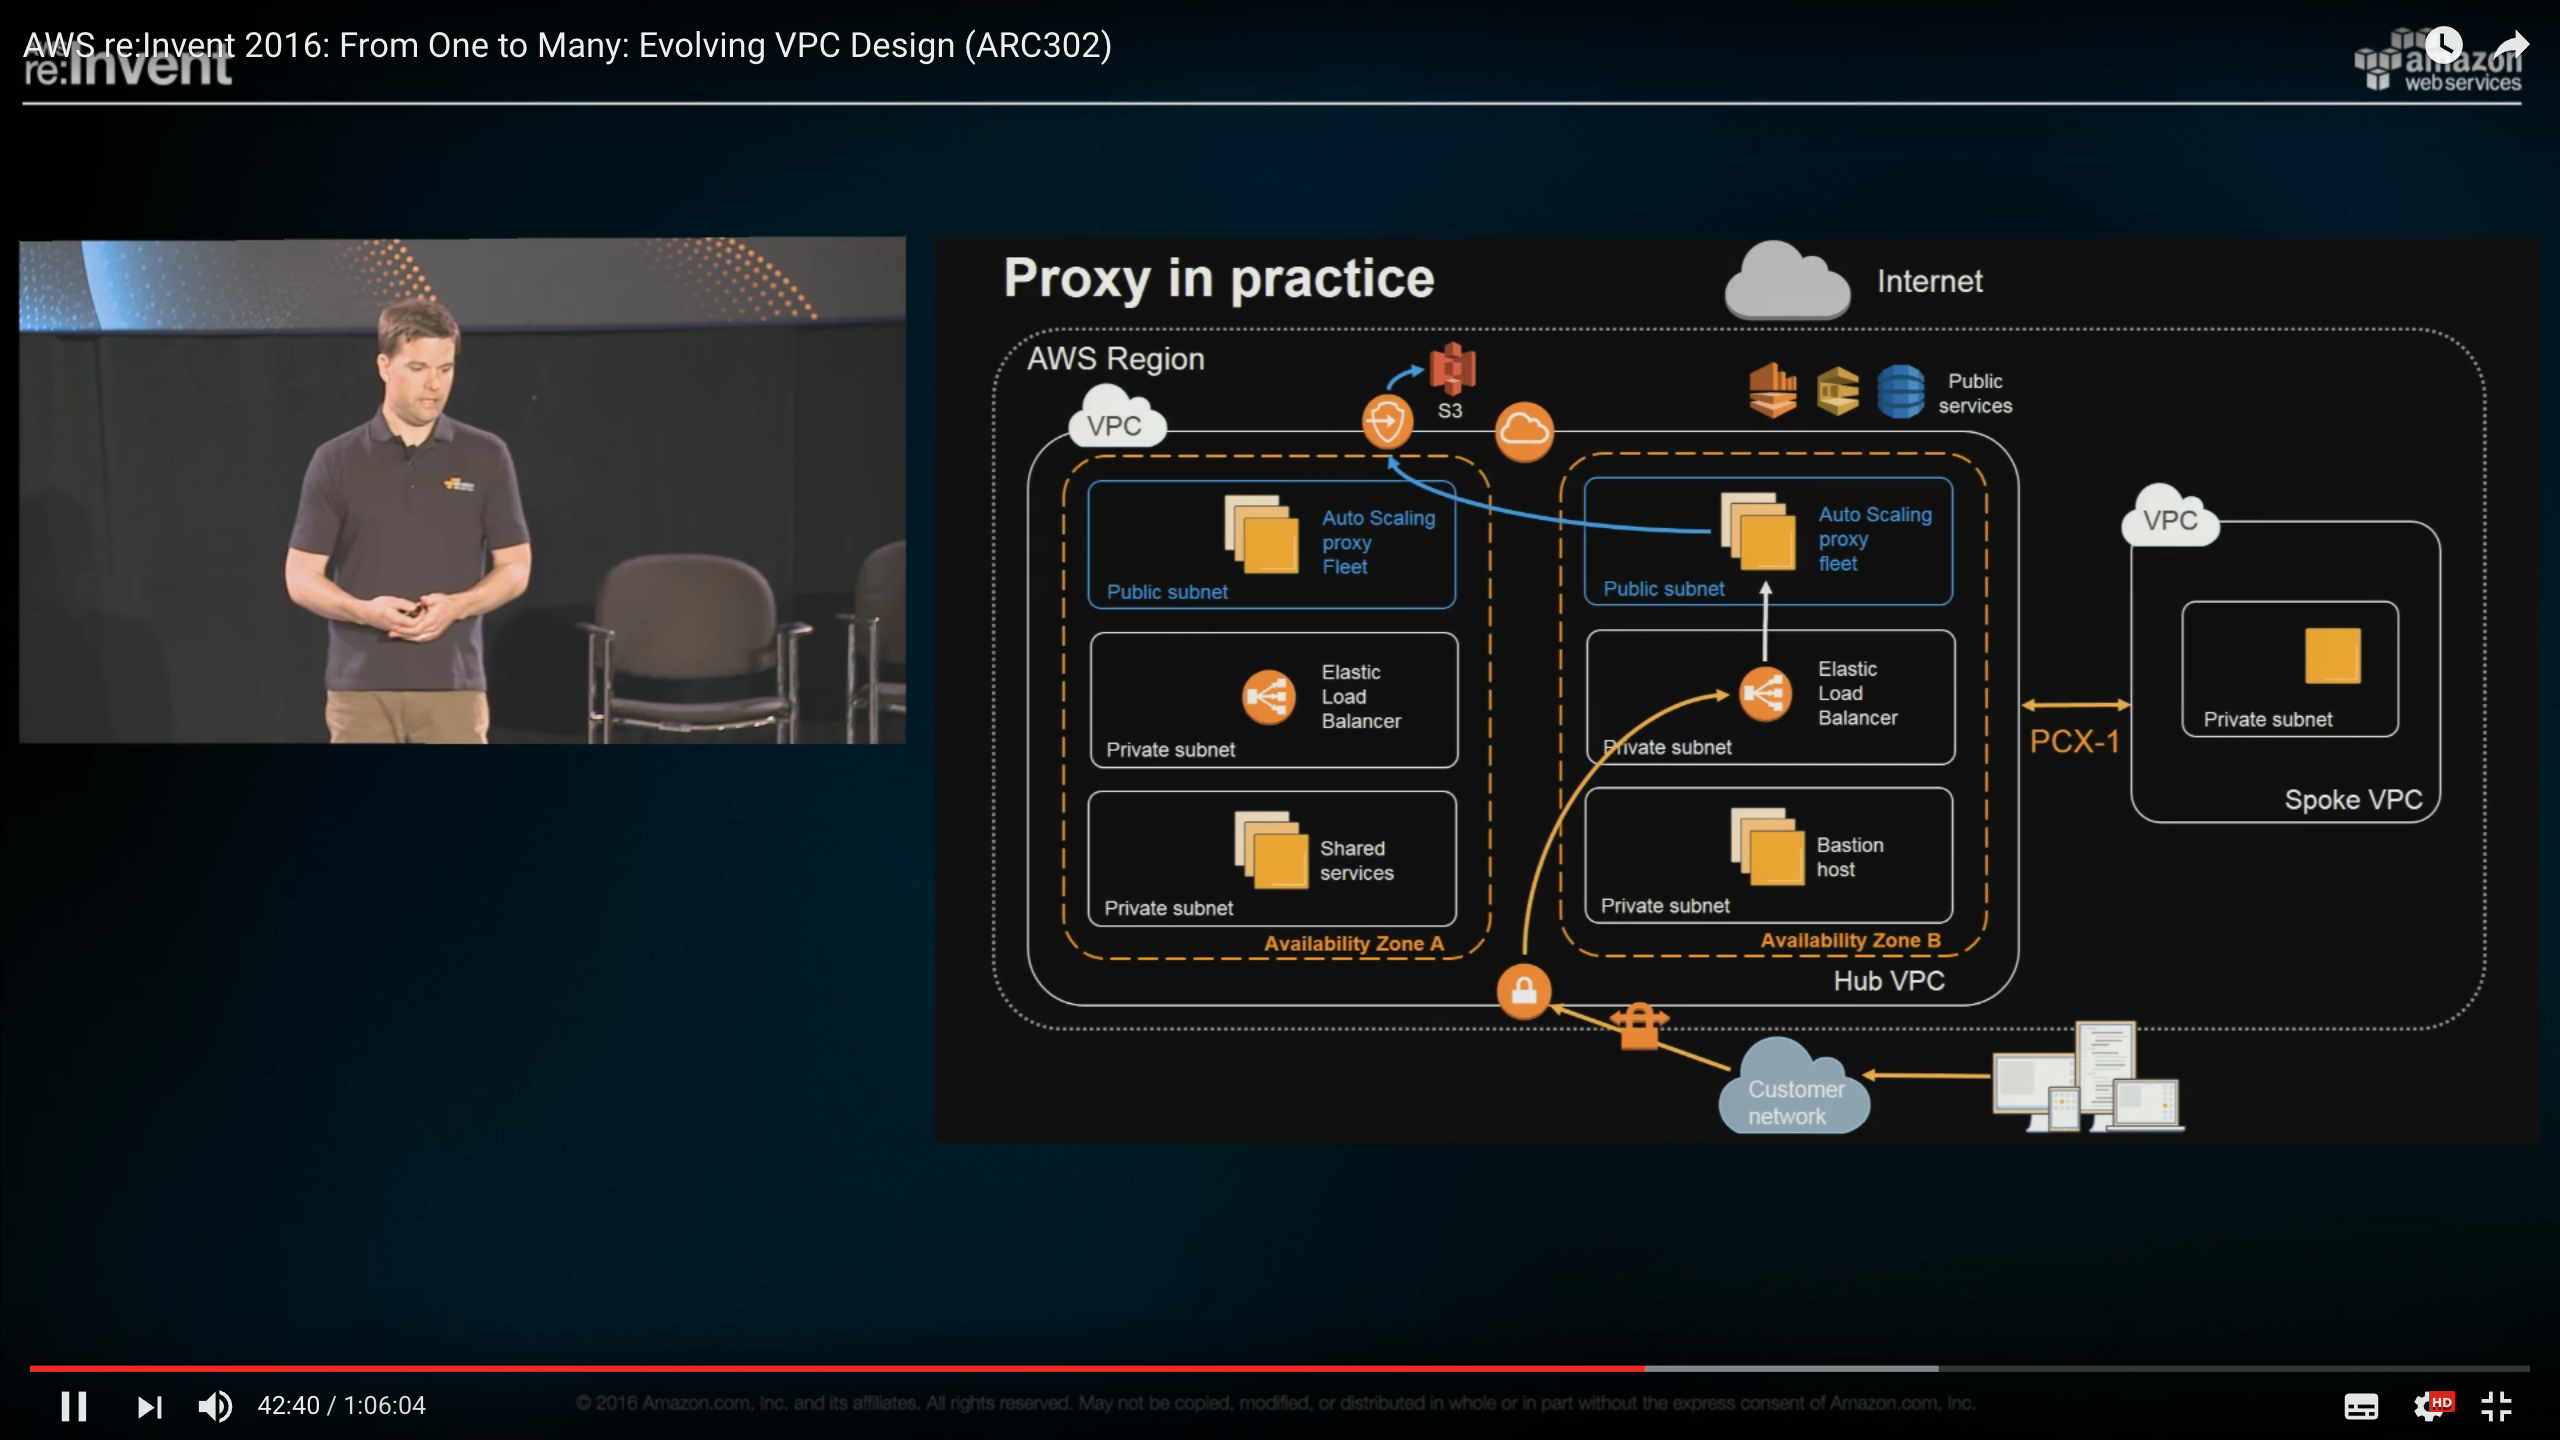 AWS re:Invent 2016: From One to Many: Evolving VPC Design (ARC302)
re:Invent
amazon
webservices
Proxy in practice
Internet
AWS Region
S3
Public
services
VPC
Auto Scaling
proxy
Fleet
Public subnet
Elastic
Load
Balancer
Private subnet
Shared
services
Private subnet
Availability Zone A
Auto Scaling
proxy
fleet
Public subnet
Elastic
Load
Balancer
Private subnet
Bastion
host
Private subnet
Availability Zone B
Hub VPC
PCX-1
VPC
Private subnet
Spoke VPC
Customer
network
42:40 / 1:06:04
© 2016 Amazon.com, Inc. and its affiliates. All rights reserved. May not be copied, modified, or distributed in whole or in part without the express consent of Amazon.com, Inc.
HD